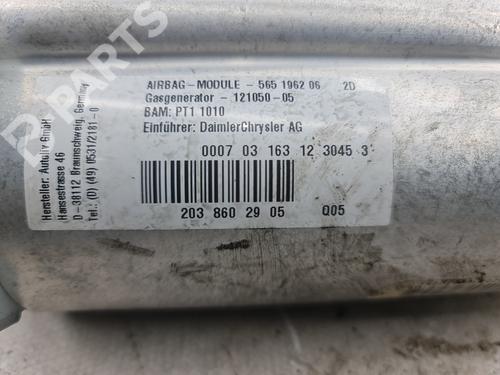 AIRBAG-MODULE - 565 1962 06 2D
Gasgenerator - 121050-05
BAM: PT1 1010
Einführer: DaimlerChrysler AG
0007 03 163 12 3045 3
203 860 29 05 Q05
Hersteller: Autoliv GmbH
Hansestrasse 46
D-38112 Braunschweig, Germany
tel.: (0) (49) 0531/2181-0
BPARTS